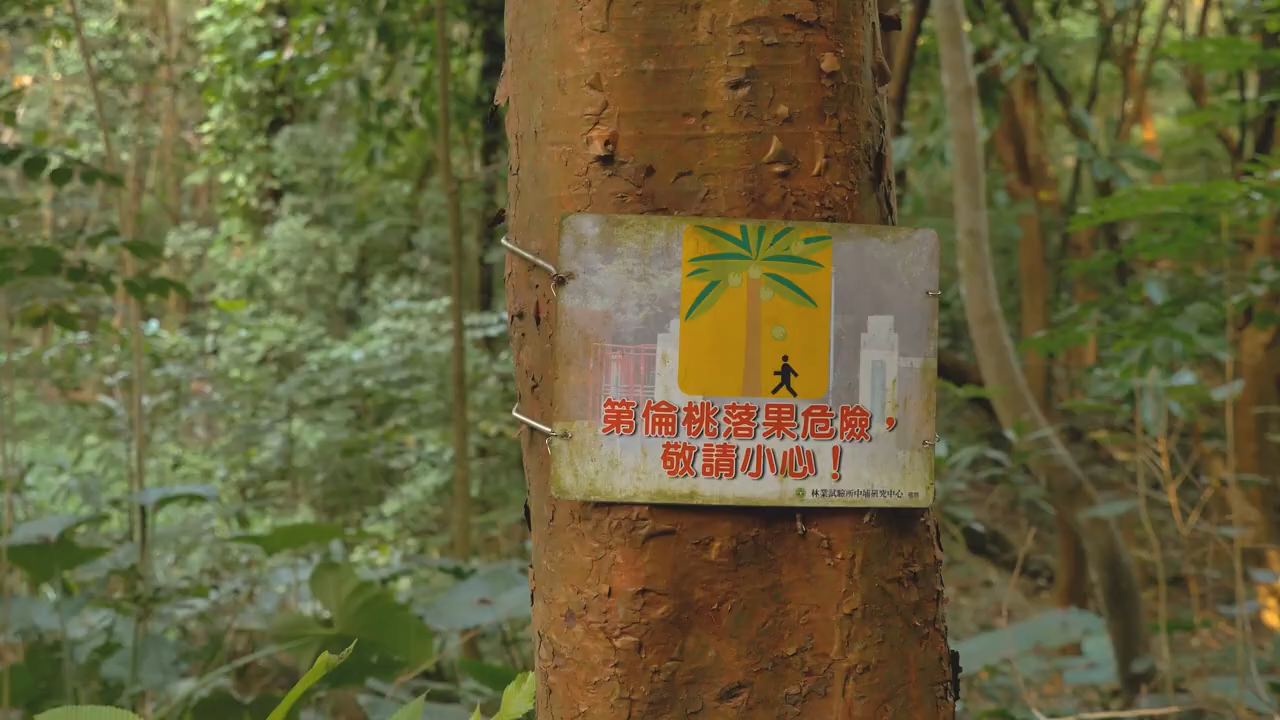 第倫桃落果危險，
敬請小心！
林業試驗所中埔研究中心